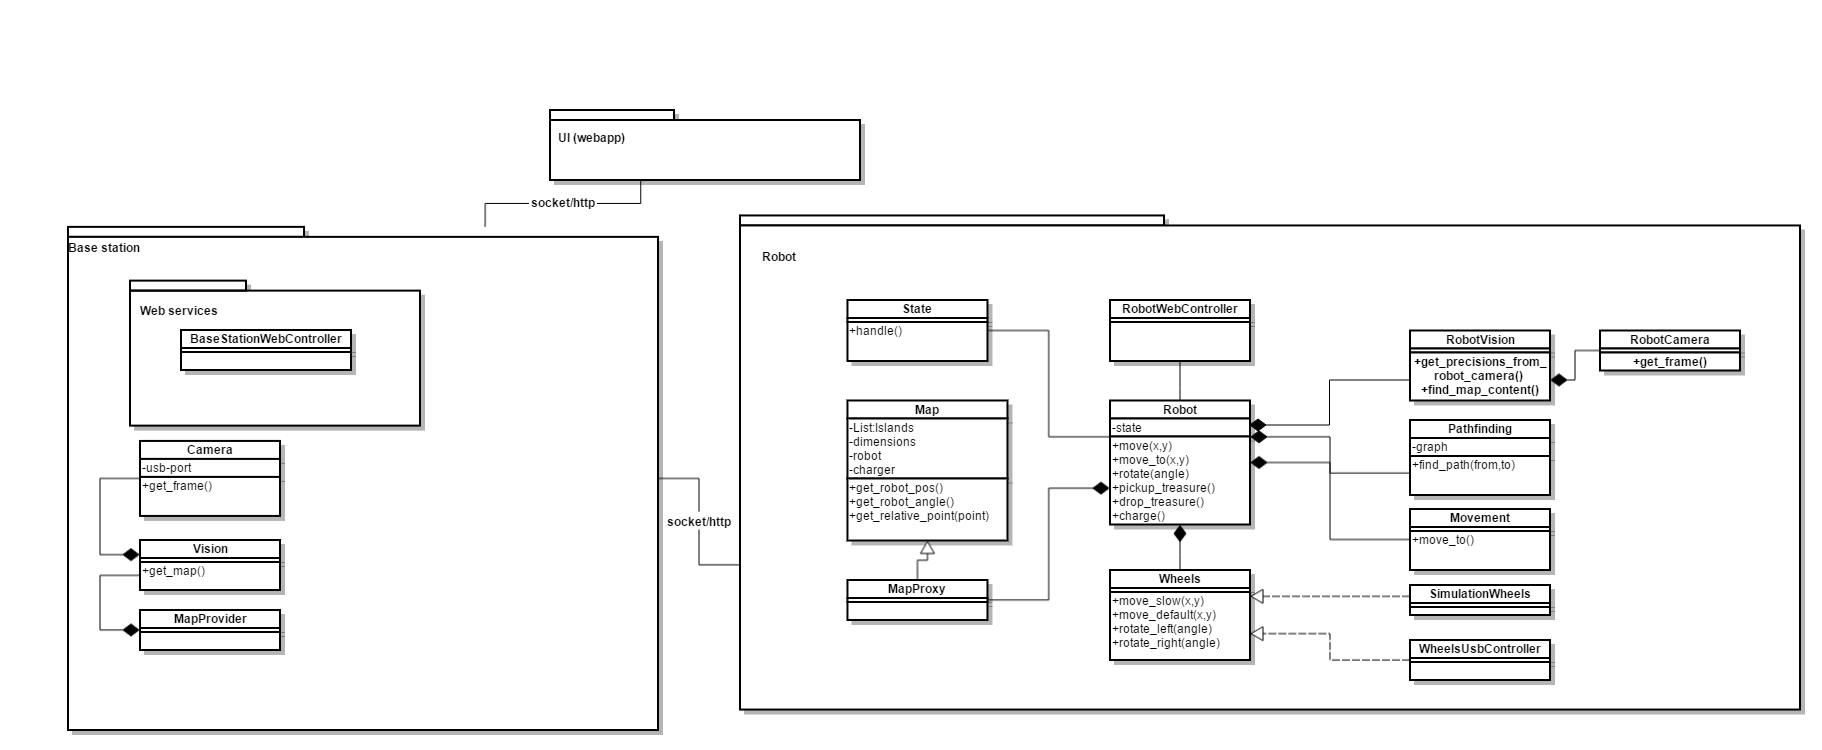 UI (webapp)
socket/http
Base station
Web services
BaseStationWebController
Camera
-usb-port
+get_frame()
Vision
+get_map()
MapProvider
socket/http
Robot
State
+handle()
RobotWebController
Map
-List:Islands
-dimensions
-robot
-charger
+get_robot_pos()
+get_robot_angle()
+get_relative_point(point)
MapProxy
Robot
-state
+move(x,y)
+move_to(x,y)
+rotate(angle)
+pickup_treasure()
+drop_treasure()
+charge()
Wheels
+move_slow(x,y)
+move_default(x,y)
+rotate_left(angle)
+rotate_right(angle)
RobotVision
+get_precisions_from_
robot_camera()
+find_map_content()
RobotCamera
+get_frame()
Pathfinding
-graph
+find_path(from,to)
Movement
+move_to()
SimulationWheels
WheelsUsbController